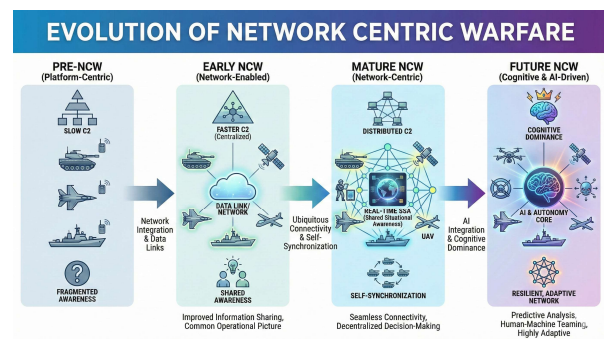 EVOLUTION OF NETWORK CENTRIC WARFARE
PRE-NCW
(Platform-Centric)
SLOW C2
FRAGMENTED
AWARENESS
Network
Integration
& Data
Links
EARLY NCW
(Network-Enabled)
FASTER C2
(Centralized)
DATA LINK/
NETWORK
SHARED
AWARENESS
Improved Information Sharing,
Common Operational Picture
Ubiquitous
Connectivity
& Self-
Synchronization
MATURE NCW
(Network-Centric)
DISTRIBUTED C2
REAL-TIME SSA
(Shared Situational
Awareness)
UAV
SELF-SYNCHRONIZATION
Seamless Connectivity,
Decentralized Decision-Making
AI
Integration
& Cognitive
Dominance
FUTURE NCW
(Cognitive & AI-Driven)
COGNITIVE
DOMINANCE
AI & AUTONOMY
CORE
RESILIENT, ADAPTIVE
NETWORK
Predictive Analysis,
Human-Machine Teaming,
Highly Adaptive